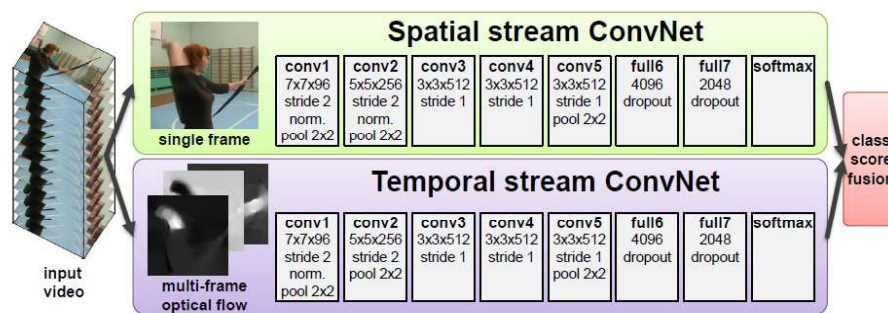 Spatial stream ConvNet
single frame
conv1
7x7x96
stride 2
norm.
pool 2x2
conv2
5x5x256
stride 2
norm.
pool 2x2
conv3
3x3x512
stride 1
conv4
3x3x512
stride 1
conv5
3x3x512
stride 1
pool 2x2
full6
4096
dropout
full7
2048
dropout
softmax
input
video
Temporal stream ConvNet
multi-frame
optical flow
conv1
7x7x96
stride 2
norm.
pool 2x2
conv2
5x5x256
stride 2
pool 2x2
conv3
3x3x512
stride 1
conv4
3x3x512
stride 1
conv5
3x3x512
stride 1
pool 2x2
full6
4096
dropout
full7
2048
dropout
softmax
class
score
fusion